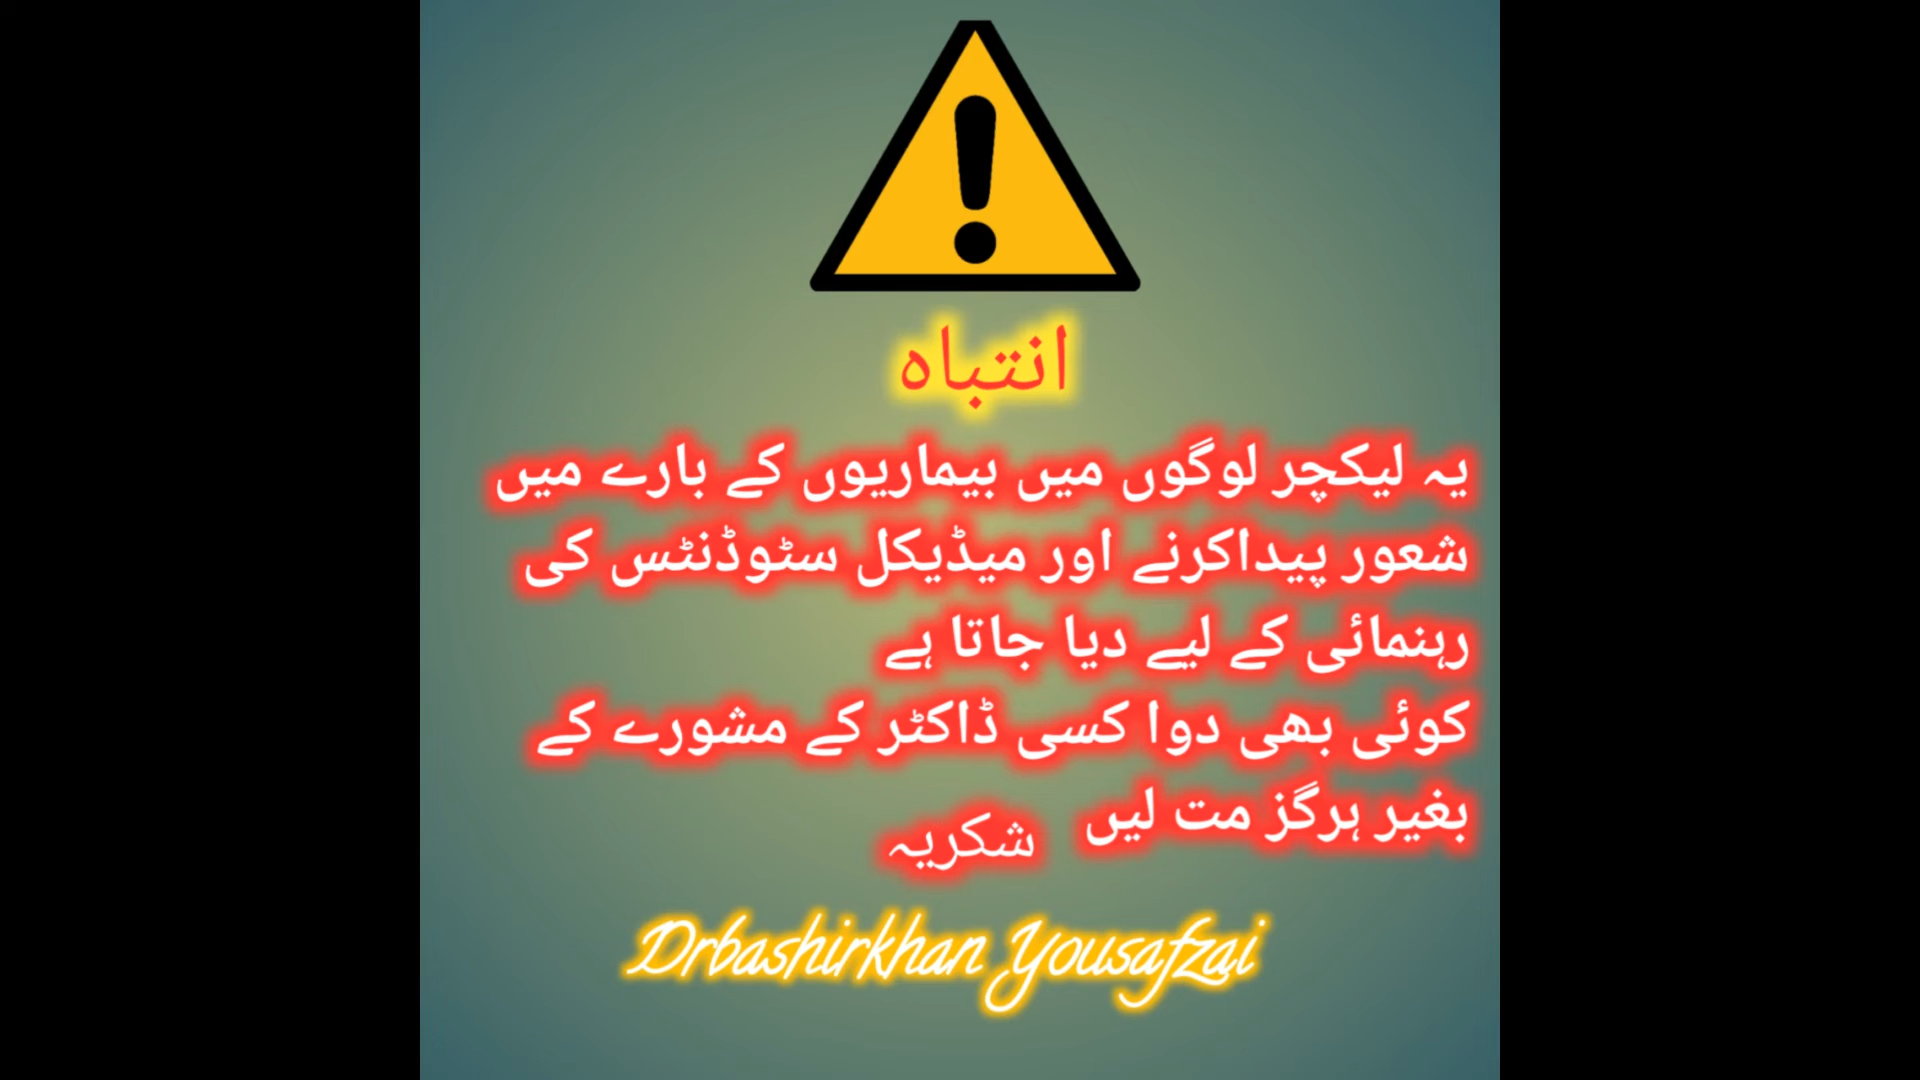 انتباہ
یہ لیکچر لوگوں میں بیماریوں کے بارے میں
شعور پیداکرنے اور میڈیکل سٹوڈنٹس کی
رہنمائی کے لیے دیا جاتا ہے
کوئی بھی دوا کسی ڈاکٹر کے مشورے کے
بغیر ہرگز مت لیں
شکریہ
Drbashirkhan Yousafzai